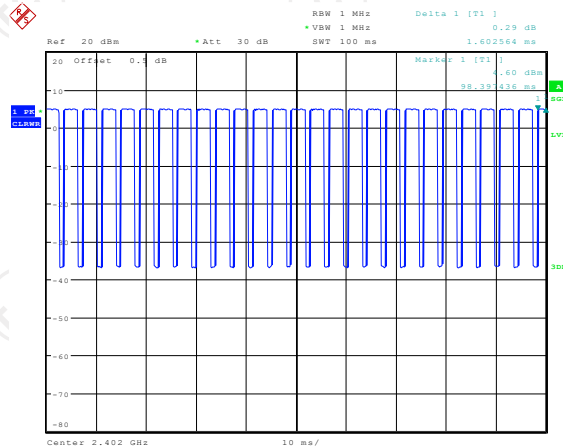 RBW 1 MHz Delta 1 [T1 ]
*VBW 1 MHz 0.29 dB
Ref 20 dBm *Att 30 dB SWT 100 ms 1.602564 ms
20 Offset 0.5 dB Marker 1 [T1 ]
4.60 dBm
98.397436 ms
10
A
1
SGL
1 PK *
CLRWR
0
-10
-20
-30
3DB
-40
-50
-60
-70
-80
Center 2.402 GHz 10 ms/